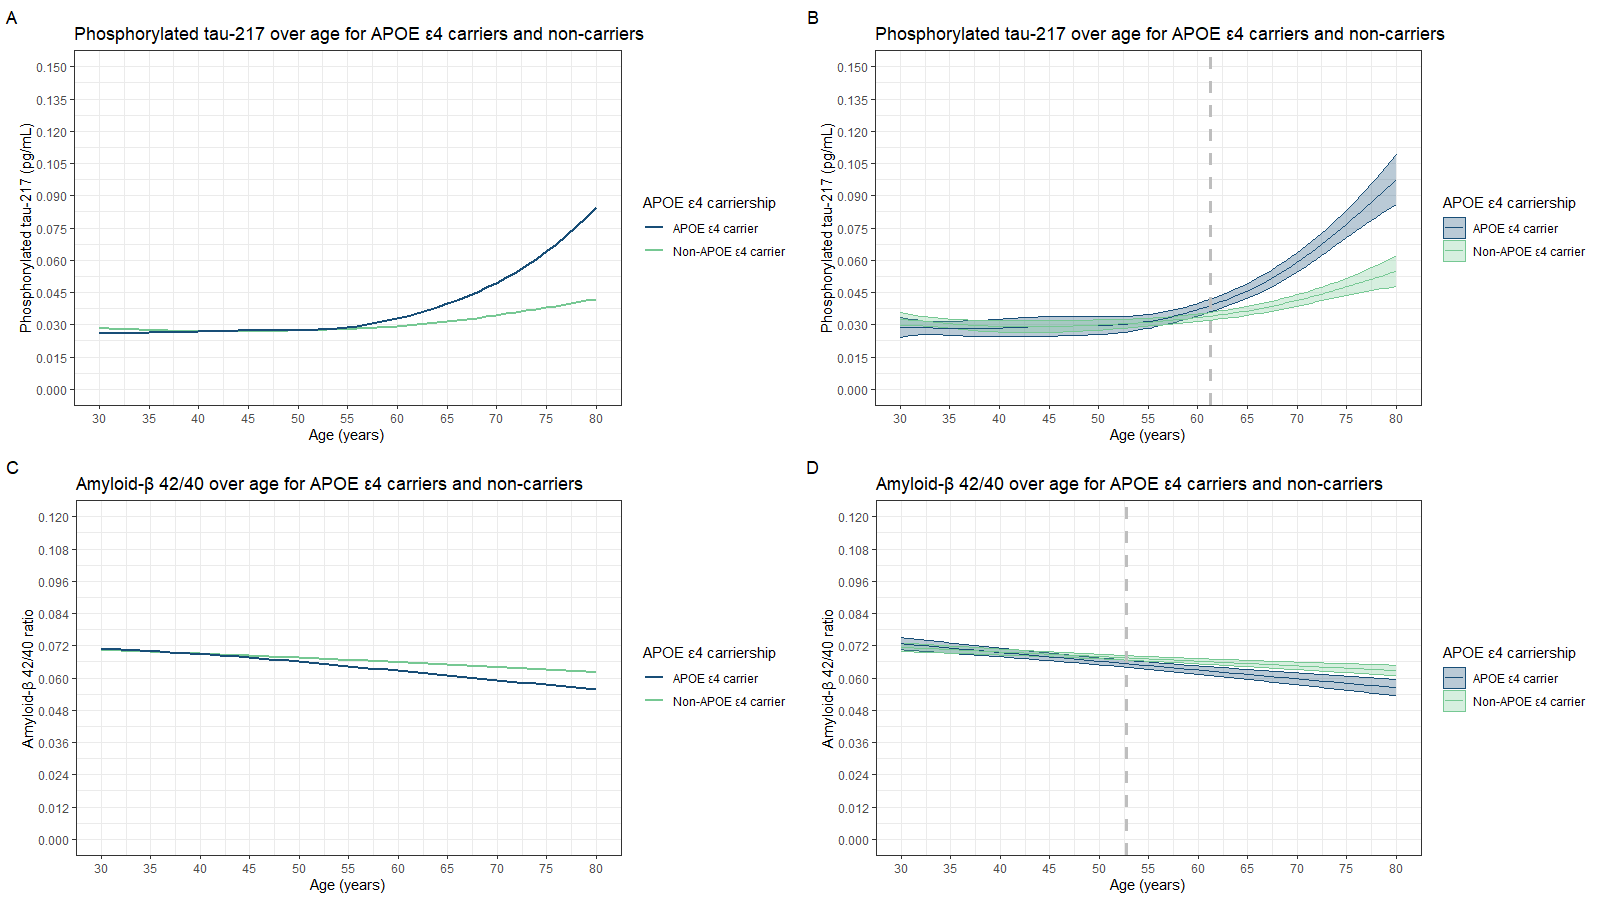 A
Phosphorylated tau-217 over age for APOE ε4 carriers and non-carriers
Phosphorylated tau-217 (pg/mL)
0.150
0.135
0.120
0.105
0.090
0.075
0.060
0.045
0.030
0.015
0.000
30 35 40 45 50 55 60 65 70 75 80
Age (years)
APOE ε4 carriership
APOE ε4 carrier
Non-APOE ε4 carrier
B
Phosphorylated tau-217 over age for APOE ε4 carriers and non-carriers
Phosphorylated tau-217 (pg/mL)
0.150
0.135
0.120
0.105
0.090
0.075
0.060
0.045
0.030
0.015
0.000
30 35 40 45 50 55 60 65 70 75 80
Age (years)
APOE ε4 carriership
APOE ε4 carrier
Non-APOE ε4 carrier
C
Amyloid-β 42/40 over age for APOE ε4 carriers and non-carriers
Amyloid-β 42/40 ratio
0.120
0.108
0.096
0.084
0.072
0.060
0.048
0.036
0.024
0.012
0.000
30 35 40 45 50 55 60 65 70 75 80
Age (years)
APOE ε4 carriership
APOE ε4 carrier
Non-APOE ε4 carrier
D
Amyloid-β 42/40 over age for APOE ε4 carriers and non-carriers
Amyloid-β 42/40 ratio
0.120
0.108
0.096
0.084
0.072
0.060
0.048
0.036
0.024
0.012
0.000
30 35 40 45 50 55 60 65 70 75 80
Age (years)
APOE ε4 carriership
APOE ε4 carrier
Non-APOE ε4 carrier